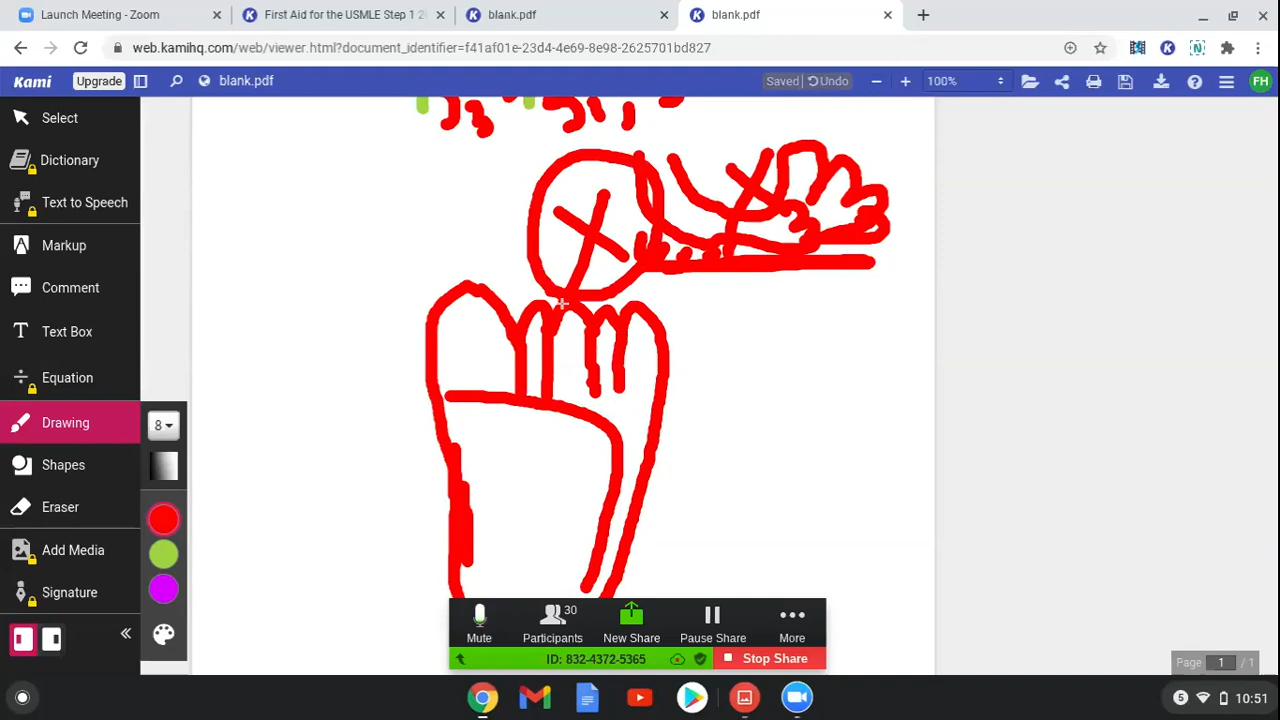 Launch Meeting - Zoom
First Aid for the USMLE Step 1 2
blank.pdf
blank.pdf
web.kamihq.com/web/viewer.html?document_identifier=f41af01e-23d4-4e69-8e98-2625701bd827
Kami Upgrade blank.pdf Saved Undo 100% FH
Select
Dictionary
Text to Speech
Markup
Comment
Text Box
Equation
Drawing
Shapes
Eraser
Add Media
Signature
8
30
Mute Participants New Share Pause Share More
ID: 832-4372-5365 Stop Share
Page 1 / 1
5 10:51